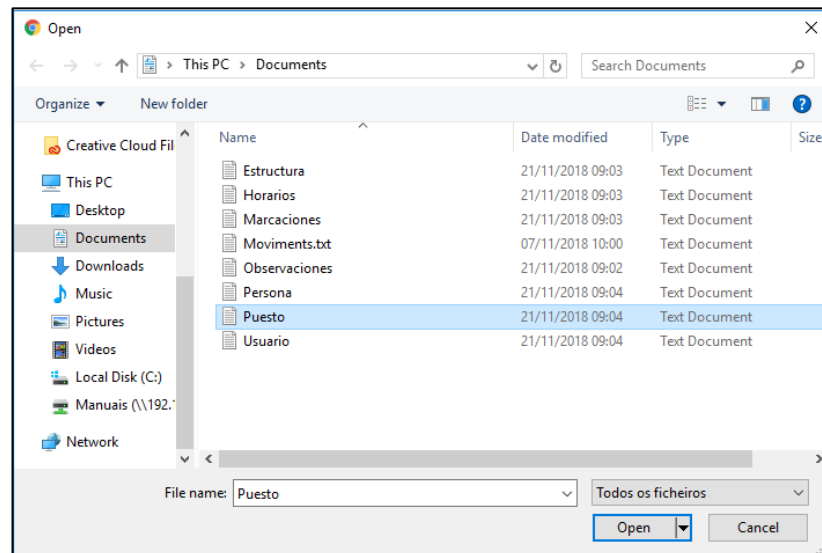 Open
This PC > Documents
Search Documents
Organize
New folder
Creative Cloud Fil
This PC
Desktop
Documents
Downloads
Music
Pictures
Videos
Local Disk (C:)
Manuais (\\192.1
Network
Name Date modified Type Size
Estructura 21/11/2018 09:03 Text Document
Horarios 21/11/2018 09:03 Text Document
Marcaciones 21/11/2018 09:03 Text Document
Moviments.txt 07/11/2018 10:00 Text Document
Observaciones 21/11/2018 09:02 Text Document
Persona 21/11/2018 09:04 Text Document
Puesto 21/11/2018 09:04 Text Document
Usuario 21/11/2018 09:04 Text Document
File name: Puesto
Todos os ficheiros
Open
Cancel